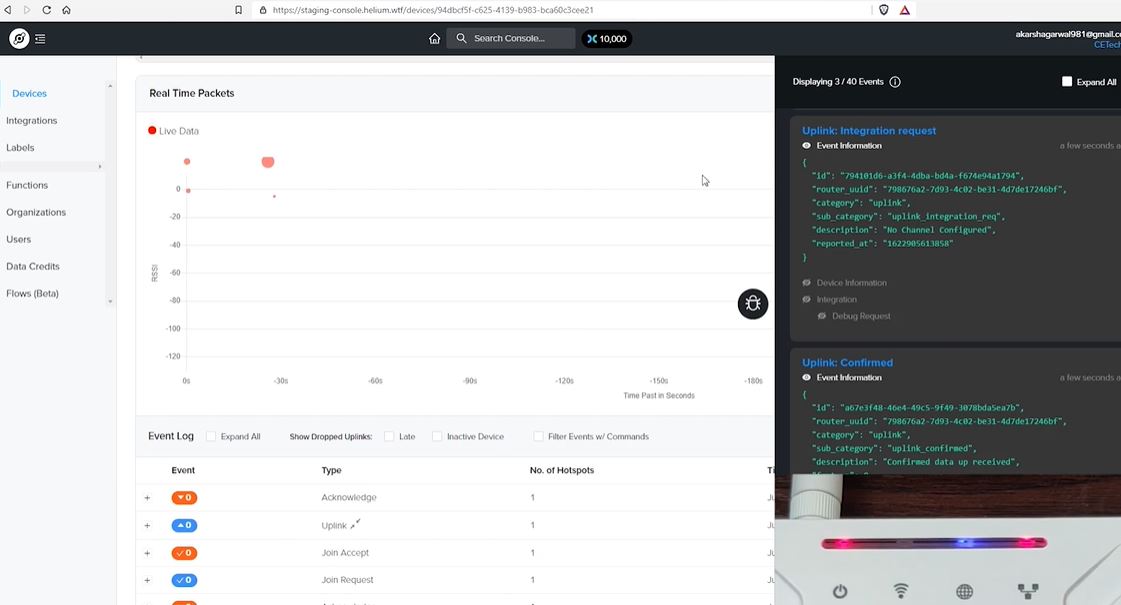 https://staging-console.helium.wtf/devices/94dbcf5f-c625-4139-b983-bca60c3cee21
Search Console...
10,000
akarshagarwal981@gmail.c
CETech
Devices
Integrations
Labels
Functions
Organizations
Users
Data Credits
Flows (Beta)
Real Time Packets
Live Data
0
-20
-40
-60
-80
-100
-120
RSSI
0s
-30s
-60s
-90s
-120s
-150s
-180s
Time Past in Seconds
Event Log
Expand All
Show Dropped Uplinks:
Late
Inactive Device
Filter Events w/ Commands
Event
Type
No. of Hotspots
Ti
0
Acknowledge
1
Ju
0
Uplink
1
Ju
0
Join Accept
1
Ju
0
Join Request
1
Ju
Displaying 3 / 40 Events
Expand All
Uplink: Integration request
Event Information
a few seconds a
{
"id": "794101d6-a3f4-4dba-bd4a-f674e94a1794",
"router_uuid": "798676a2-7d93-4c02-be31-4d7de17246bf",
"category": "uplink",
"sub_category": "uplink_integration_req",
"description": "No Channel Configured",
"reported_at": "1622905613858"
}
Device Information
Integration
Debug Request
Uplink: Confirmed
Event Information
a few seconds a
{
"id": "a67e3f48-46e4-49c5-9f49-3078bda5ea7b",
"router_uuid": "798676a2-7d93-4c02-be31-4d7de17246bf",
"category": "uplink",
"sub_category": "uplink_confirmed",
"description": "Confirmed data up received",